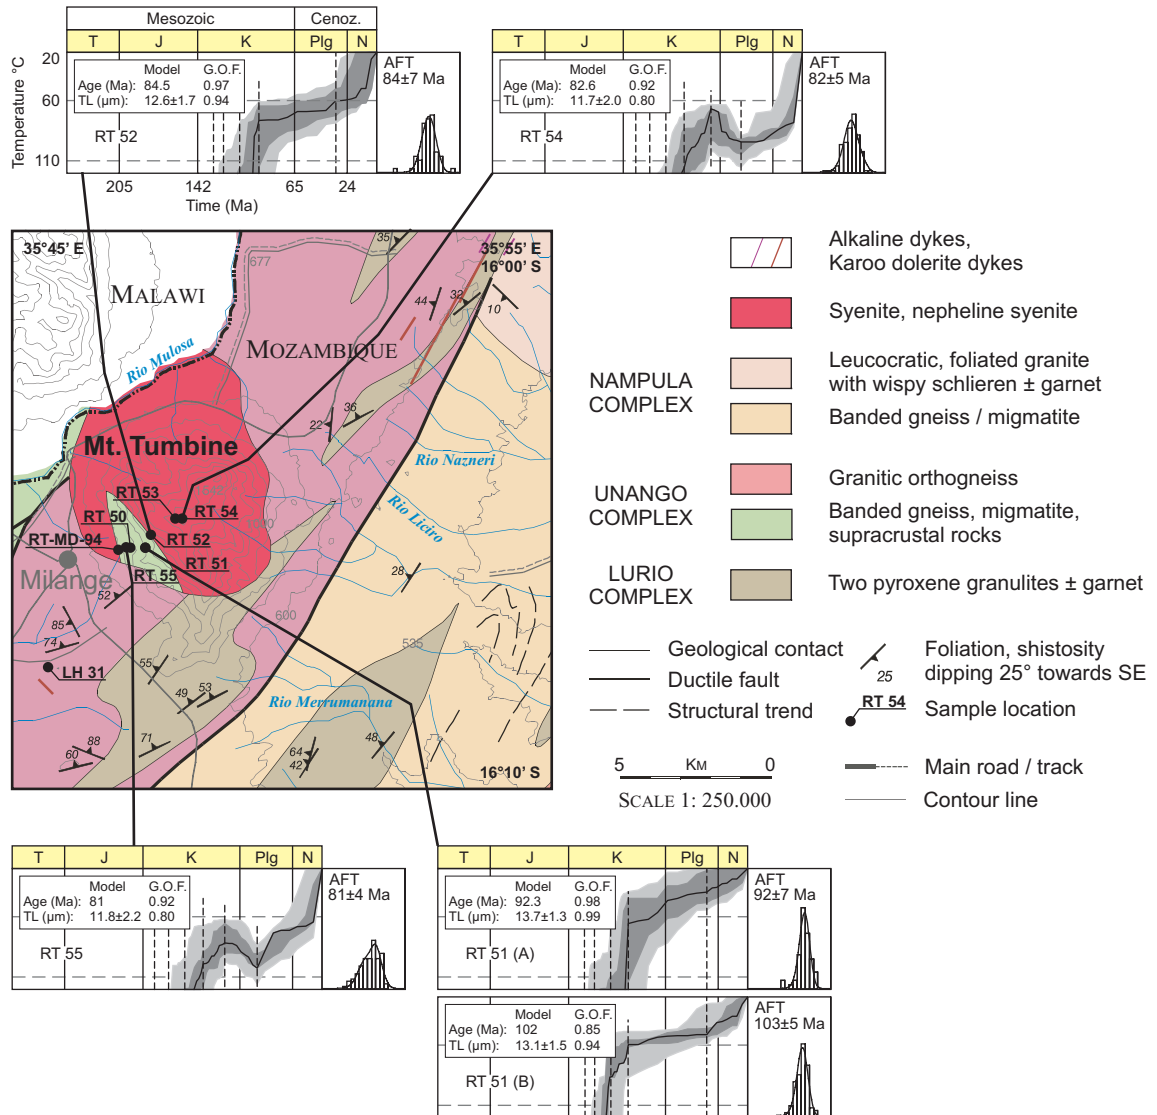 Mesozoic Cenoz.
T J K Plg N
Temperature °C
20
60
110
Model G.O.F.
Age (Ma): 84.5 0.97
TL (µm): 12.6±1.7 0.94
RT 52
AFT
84±7 Ma
205 142 65 24
Time (Ma)
T J K Plg N
Model G.O.F.
Age (Ma): 82.6 0.92
TL (µm): 11.7±2.0 0.80
RT 54
AFT
82±5 Ma
35°45' E
35°55' E
16°00' S
MALAWI
MOZAMBIQUE
Rio Mulosa
677
35
44
32
10
36
22
Mt. Tumbine
Rio Nazneri
Rio Liciro
RT 53
RT 54
RT 50
RT 52
RT-MD-94
RT 51
RT 55
Milange
52
28
85
74
600
535
LH 31
55
49
53
Rio Merrumanana
88
60
71
64
42
48
16°10' S
Alkaline dykes,
Karoo dolerite dykes
Syenite, nepheline syenite
NAMPULA
COMPLEX
Leucocratic, foliated granite
with wispy schlieren ± garnet
Banded gneiss / migmatite
UNANGO
COMPLEX
Granitic orthogneiss
Banded gneiss, migmatite,
supracrustal rocks
LURIO
COMPLEX
Two pyroxene granulites ± garnet
Geological contact
Ductile fault
Structural trend
25
Foliation, shistosity
dipping 25° towards SE
RT 54
Sample location
5 KM 0
SCALE 1: 250.000
Main road / track
Contour line
T J K Plg N
Model G.O.F.
Age (Ma): 81 0.92
TL (µm): 11.8±2.2 0.80
RT 55
AFT
81±4 Ma
T J K Plg N
Model G.O.F.
Age (Ma): 92.3 0.98
TL (µm): 13.7±1.3 0.99
RT 51 (A)
AFT
92±7 Ma
Model G.O.F.
Age (Ma): 102 0.85
TL (µm): 13.1±1.5 0.94
RT 51 (B)
AFT
103±5 Ma